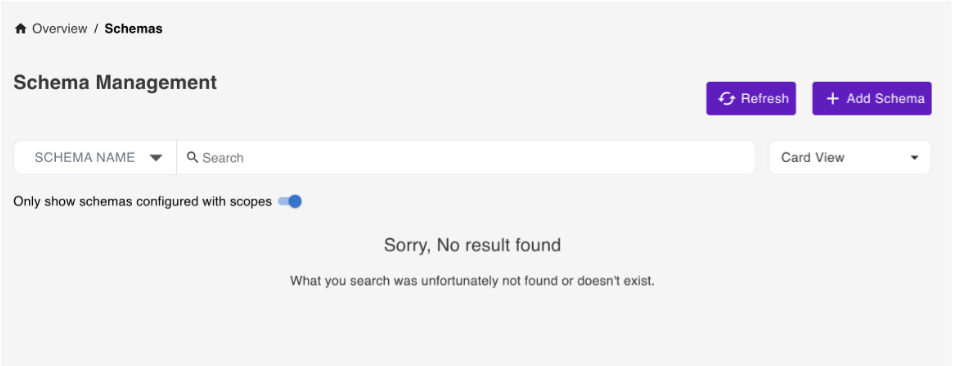 Overview / Schemas
Schema Management
Refresh
Add Schema
SCHEMA NAME
Search
Card View
Only show schemas configured with scopes
Sorry, No result found
What you search was unfortunately not found or doesn't exist.